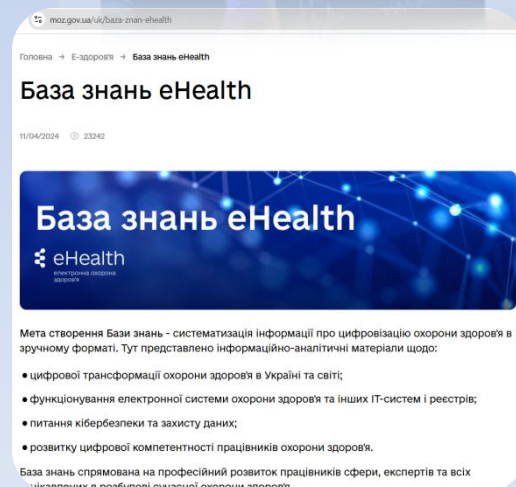 moz.gov.ua/uk/baza-znan-ehealth
Головна → Е-здоров'я → База знань eHealth
База знань eHealth
11/04/2024 23242
База знань eHealth
eHealth
електронна охорона
здоров'я
Мета створення Бази знань - систематизація інформації про цифровізацію охорони здоров'я в
зручному форматі. Тут представлено інформаційно-аналітичні матеріали щодо:
● цифрової трансформації охорони здоров'я в Україні та світі;
● функціонування електронної системи охорони здоров'я та інших ІТ-систем і реєстрів;
● питання кібербезпеки та захисту даних;
● розвитку цифрової компетентності працівників охорони здоров'я.
База знань спрямована на професійний розвиток працівників сфери, експертів та всіх
в розбудові сучасної охорони здоров'я